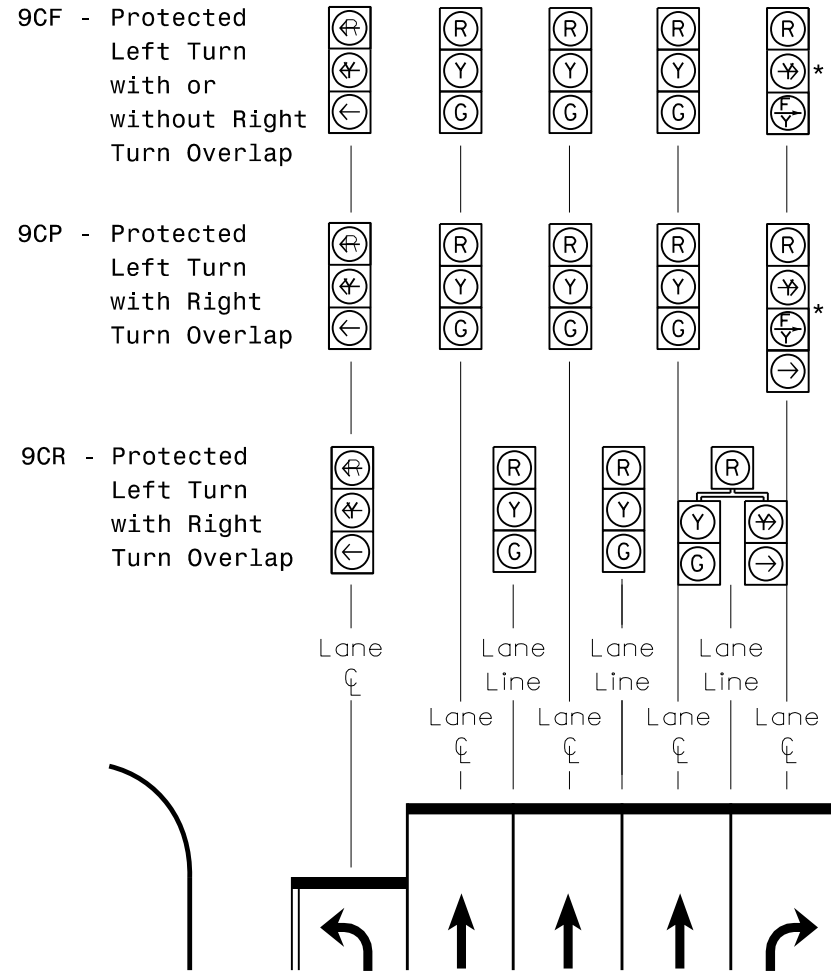 9CF - Protected
Left Turn
with or
without Right
Turn Overlap
R R R R R
Y Y Y Y Y *
G G G F Y
9CP - Protected
Left Turn
with Right
Turn Overlap
R R R R R
Y Y Y Y Y
G G G F Y *
9CR - Protected
Left Turn
with Right
Turn Overlap
R R R R
Y Y Y Y
G G G
Lane Lane Lane Lane
℄ Line Line Line
Lane Lane Lane Lane
℄ ℄ ℄ ℄